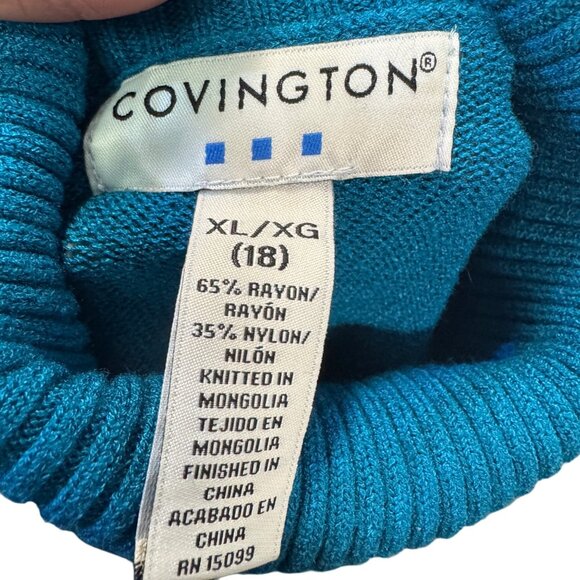 COVINGTON®
XL/XG
(18)
65% RAYON/
RAYÓN
35% NYLON/
NILÓN
KNITTED IN
MONGOLIA
TEJIDO EN
MONGOLIA
FINISHED IN
CHINA
ACABADO EN
CHINA
RN 15099